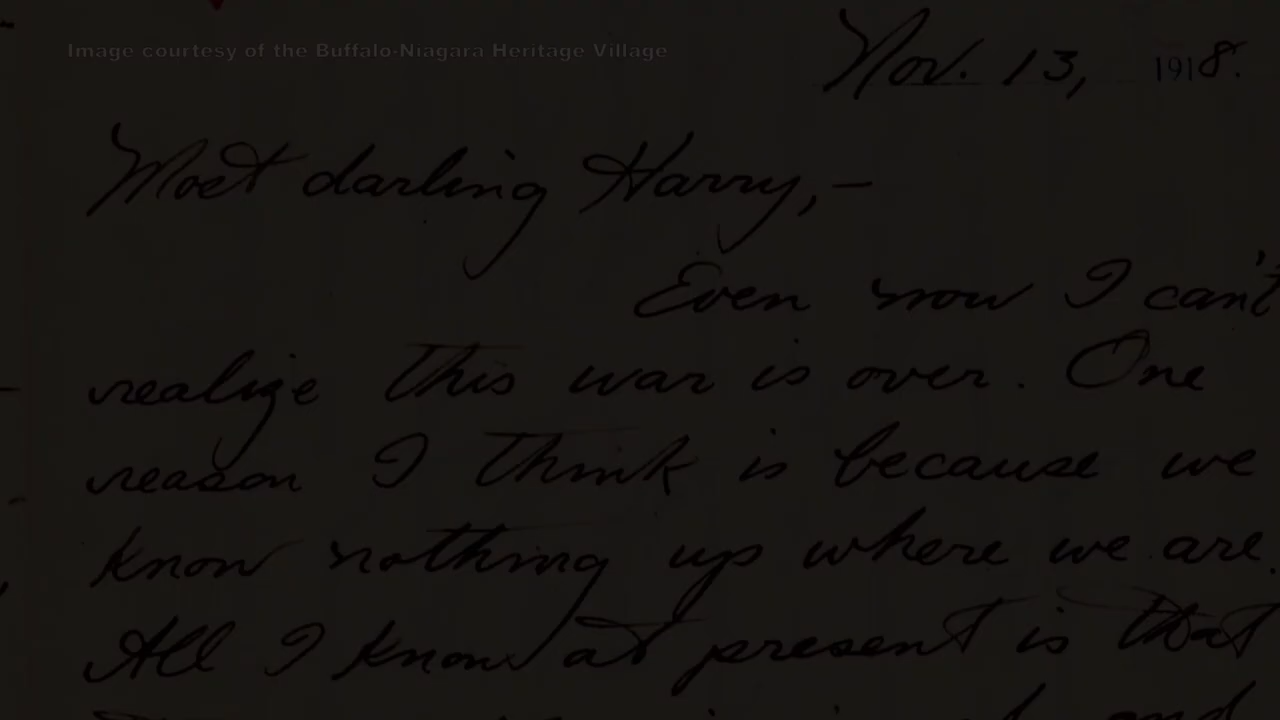 Image courtesy of the Buffalo-Niagara Heritage Village
Nov. 13, 1918.
Most darling Harry,—
Even now I can't
realize this war is over. One
reason I think is because we
know nothing up where we are.
All I know at present is that